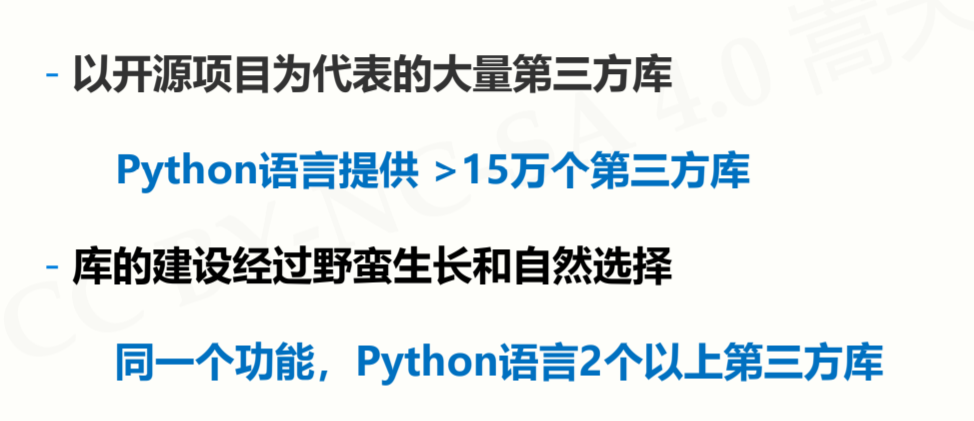 - 以开源项目为代表的大量第三方库
Python语言提供 >15万个第三方库
- 库的建设经过野蛮生长和自然选择
同一个功能，Python语言2个以上第三方库
CC BY-NC-SA 4.0 嵩天